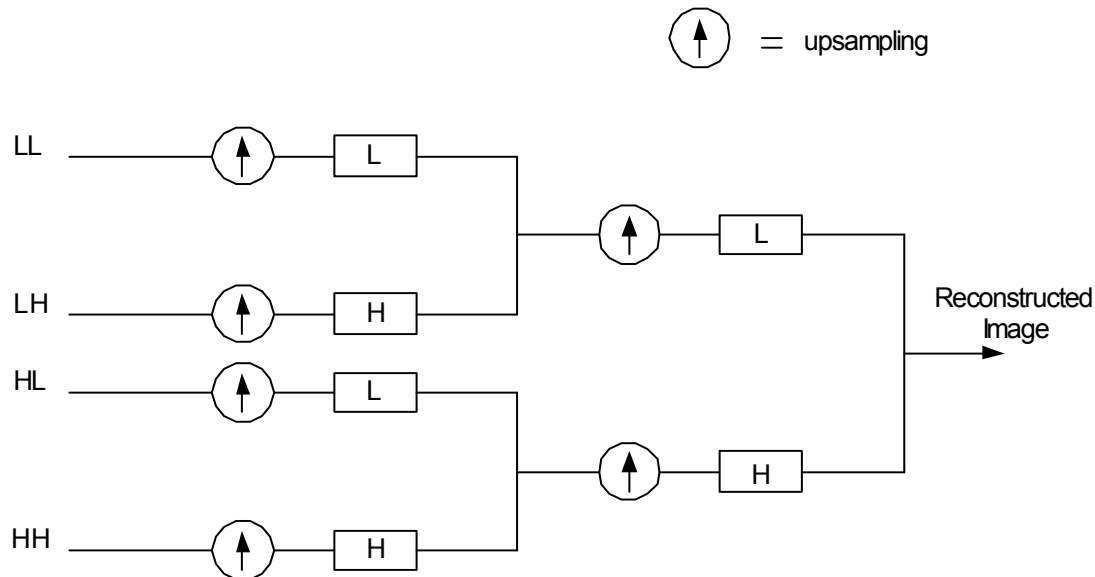 = upsampling
LL
L
L
LH
H
Reconstructed
Image
HL
L
H
HH
H